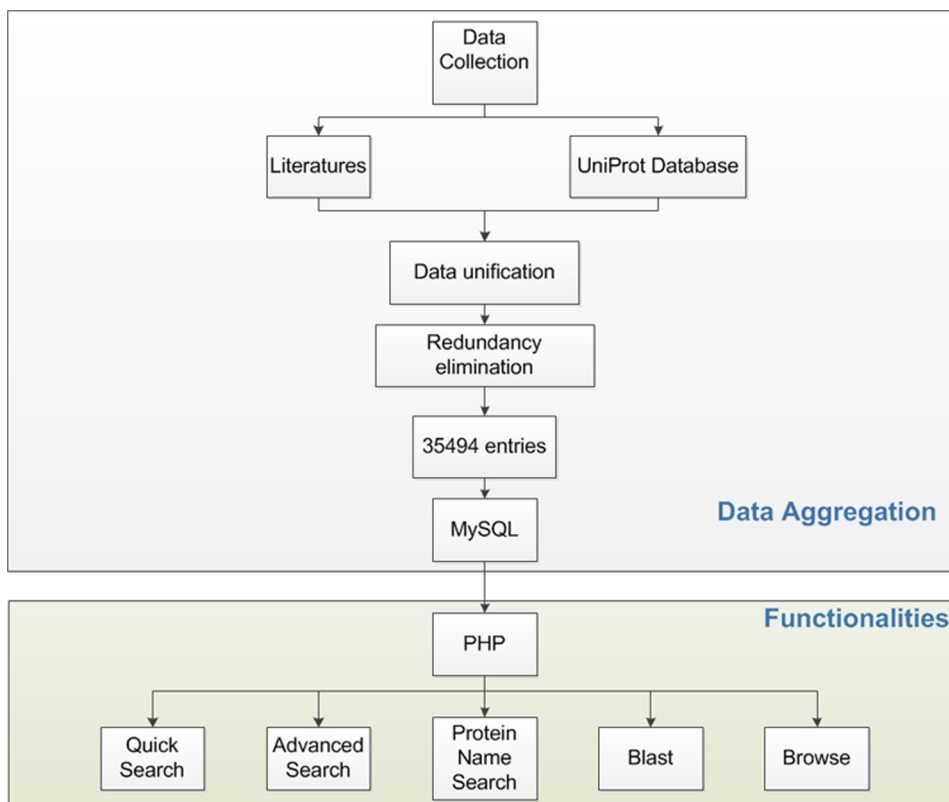 Data
Collection
Literatures
UniProt Database
Data unification
Redundancy
elimination
35494 entries
MySQL
Data Aggregation
Functionalities
PHP
Quick
Search
Advanced
Search
Protein
Name
Search
Blast
Browse